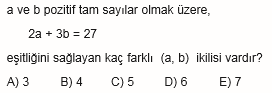 a ve b pozitif tam sayılar olmak üzere,
2a + 3b = 27
eşitliğini sağlayan kaç farklı (a, b) ikilisi vardır?
A) 3 B) 4 C) 5 D) 6 E) 7